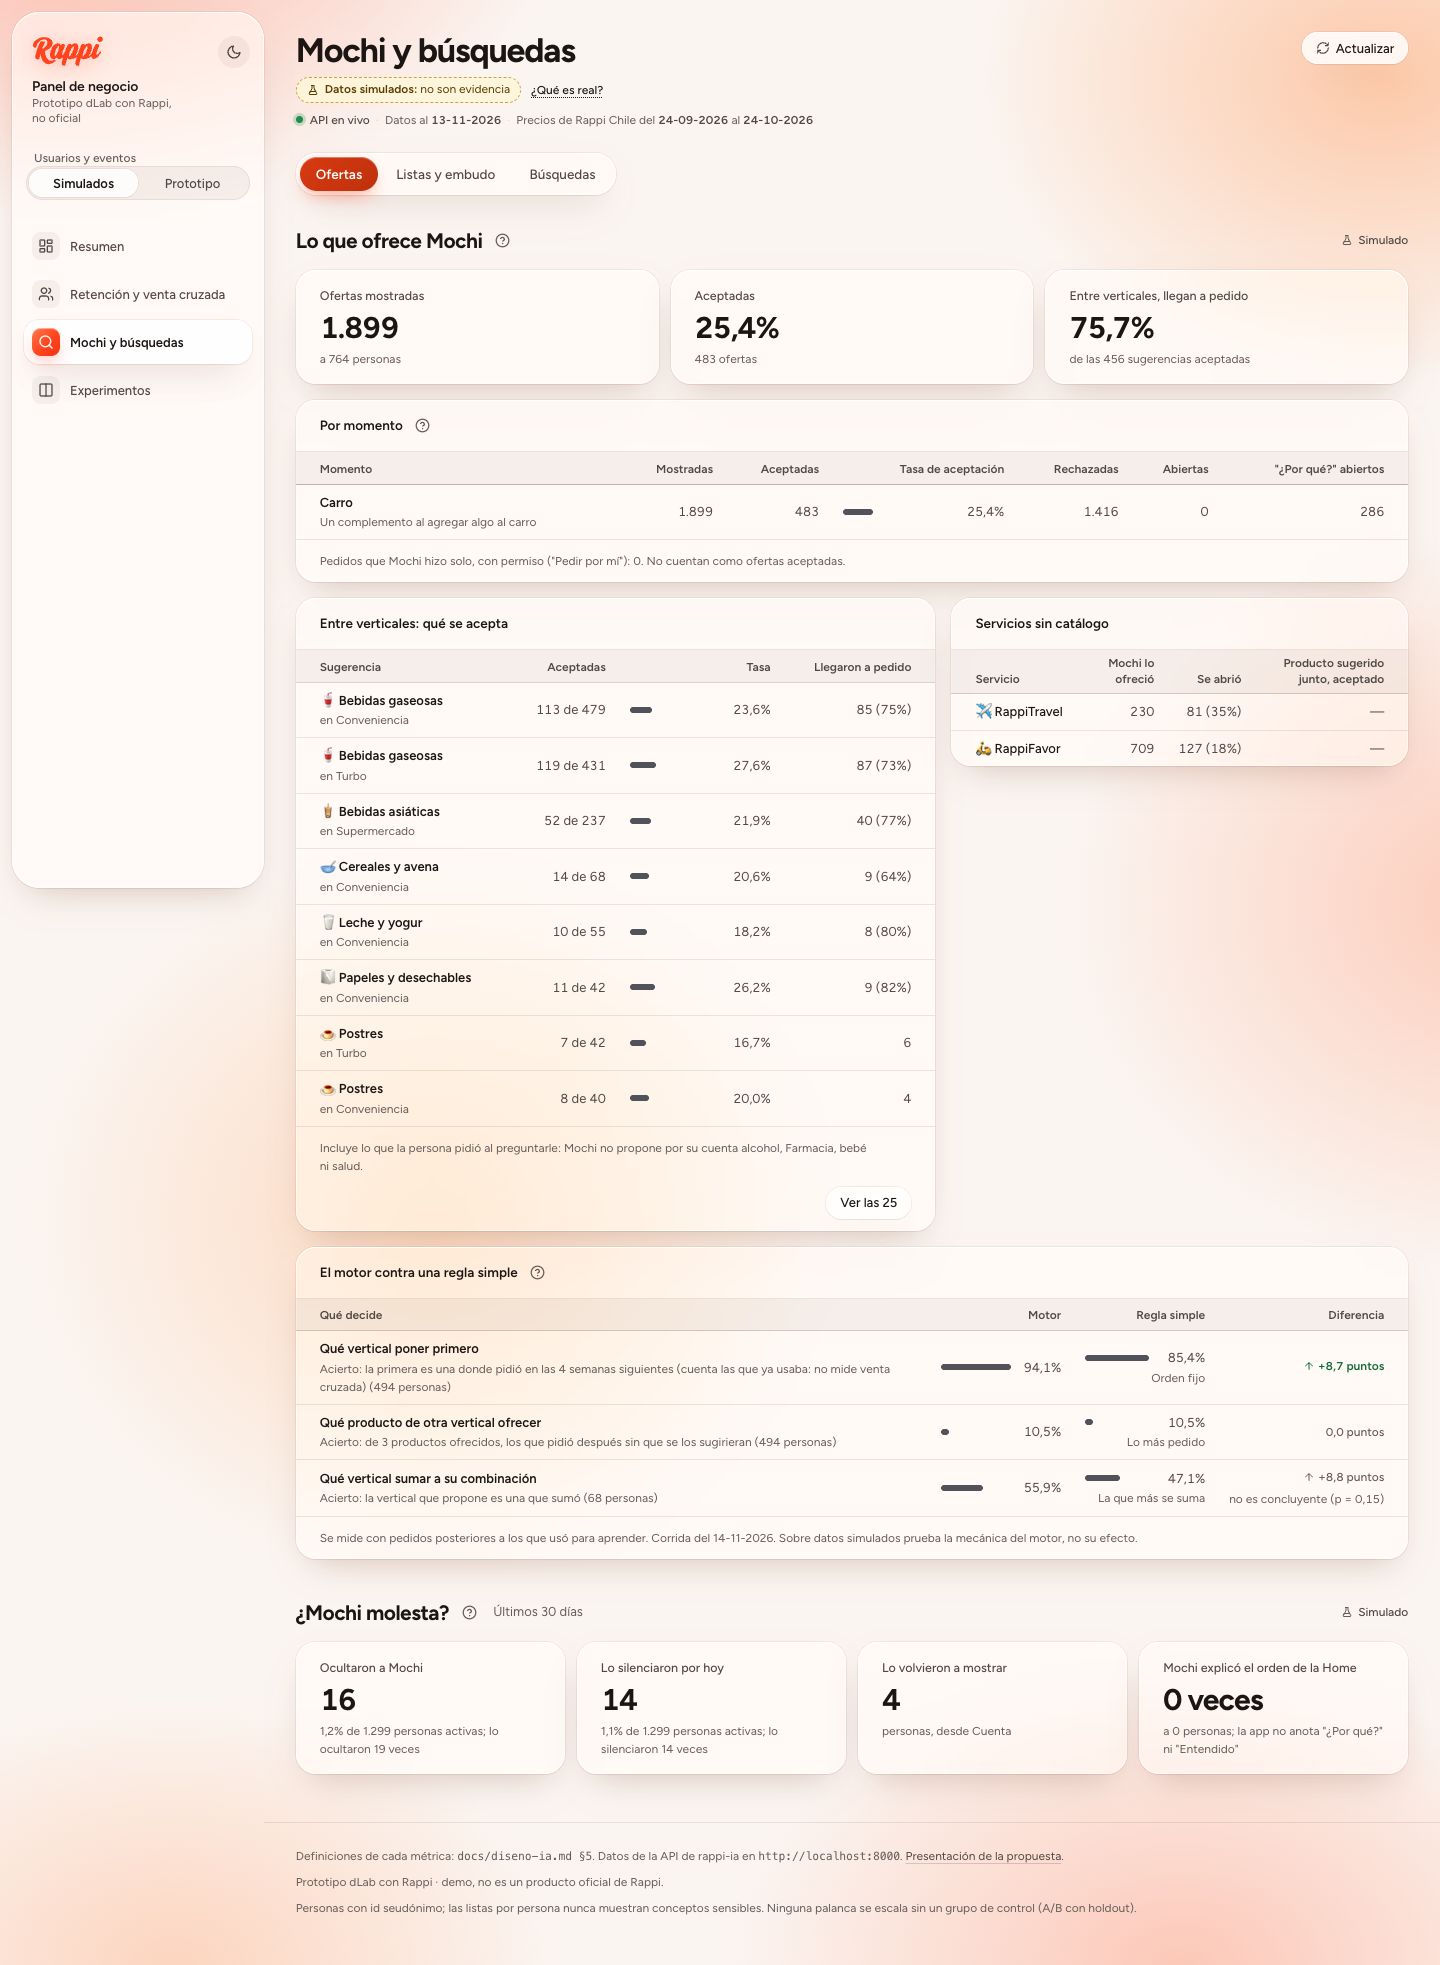 Rappi
Panel de negocio
Prototipo dLab con Rappi,
no oficial
Usuarios y eventos
Simulados
Prototipo
Resumen
Retención y venta cruzada
Mochi y búsquedas
Experimentos
Mochi y búsquedas
Actualizar
Datos simulados: no son evidencia
¿Qué es real?
API en vivo · Datos al 13-11-2026 · Precios de Rappi Chile del 24-09-2026 al 24-10-2026
Ofertas
Listas y embudo
Búsquedas
Lo que ofrece Mochi
Simulado
Ofertas mostradas
1.899
a 764 personas
Aceptadas
25,4%
483 ofertas
Entre verticales, llegan a pedido
75,7%
de las 456 sugerencias aceptadas
Por momento
Momento Mostradas Aceptadas Tasa de aceptación Rechazadas Abiertas "¿Por qué?" abiertos
Carro
Un complemento al agregar algo al carro
1.899 483 25,4% 1.416 0 286
Pedidos que Mochi hizo solo, con permiso ("Pedir por mí"): 0. No cuentan como ofertas aceptadas.
Entre verticales: qué se acepta
Sugerencia Aceptadas Tasa Llegaron a pedido
Bebidas gaseosas
en Conveniencia
113 de 479 23,6% 85 (75%)
Bebidas gaseosas
en Turbo
119 de 431 27,6% 87 (73%)
Bebidas asiáticas
en Supermercado
52 de 237 21,9% 40 (77%)
Cereales y avena
en Conveniencia
14 de 68 20,6% 9 (64%)
Leche y yogur
en Conveniencia
10 de 55 18,2% 8 (80%)
Papeles y desechables
en Conveniencia
11 de 42 26,2% 9 (82%)
Postres
en Turbo
7 de 42 16,7% 6
Postres
en Conveniencia
8 de 40 20,0% 4
Incluye lo que la persona pidió al preguntarle: Mochi no propone por su cuenta alcohol, Farmacia, bebé
ni salud.
Ver las 25
Servicios sin catálogo
Servicio
Mochi lo
ofreció
Se abrió
Producto sugerido
junto, aceptado
RappiTravel 230 81 (35%) —
RappiFavor 709 127 (18%) —
El motor contra una regla simple
Qué decide Motor Regla simple Diferencia
Qué vertical poner primero
Acierto: la primera es una donde pidió en las 4 semanas siguientes (cuenta las que ya usaba: no mide venta
cruzada) (494 personas)
94,1%
85,4%
Orden fijo
↑ +8,7 puntos
Qué producto de otra vertical ofrecer
Acierto: de 3 productos ofrecidos, los que pidió después sin que se los sugirieran (494 personas)
10,5%
10,5%
Lo más pedido
0,0 puntos
Qué vertical sumar a su combinación
Acierto: la vertical que propone es una que sumó (68 personas)
55,9%
47,1%
La que más se suma
↑ +8,8 puntos
no es concluyente (p = 0,15)
Se mide con pedidos posteriores a los que usó para aprender. Corrida del 14-11-2026. Sobre datos simulados prueba la mecánica del motor, no su efecto.
¿Mochi molesta?
Últimos 30 días
Simulado
Ocultaron a Mochi
16
1,2% de 1.299 personas activas; lo
ocultaron 19 veces
Lo silenciaron por hoy
14
1,1% de 1.299 personas activas; lo
silenciaron 14 veces
Lo volvieron a mostrar
4
personas, desde Cuenta
Mochi explicó el orden de la Home
0 veces
a 0 personas; la app no anota "¿Por qué?"
ni "Entendido"
Definiciones de cada métrica: docs/diseno-ia.md §5. Datos de la API de rappi-ia en http://localhost:8000. Presentación de la propuesta.
Prototipo dLab con Rappi · demo, no es un producto oficial de Rappi.
Personas con id seudónimo; las listas por persona nunca muestran conceptos sensibles. Ninguna palanca se escala sin un grupo de control (A/B con holdout).